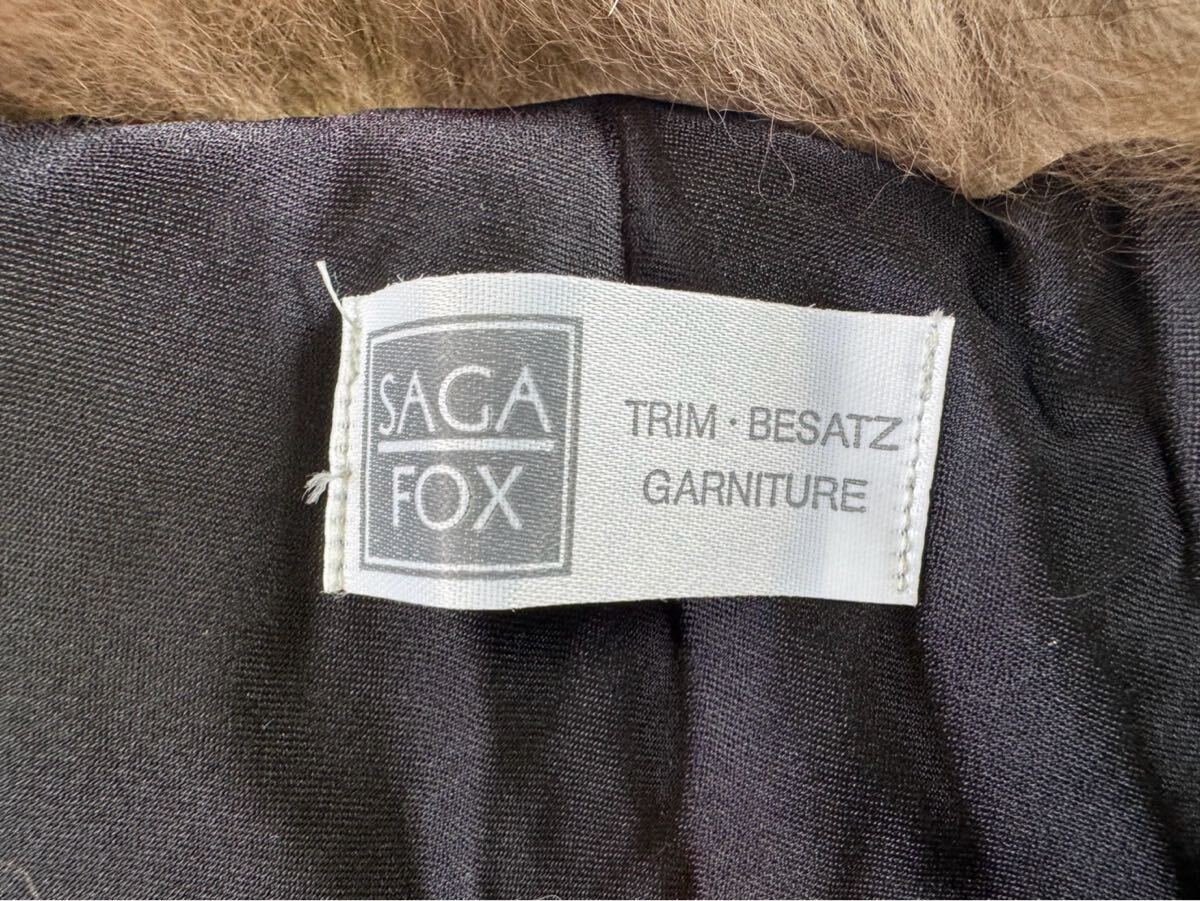 SAGA
FOX
TRIM · BESATZ
GARNITURE